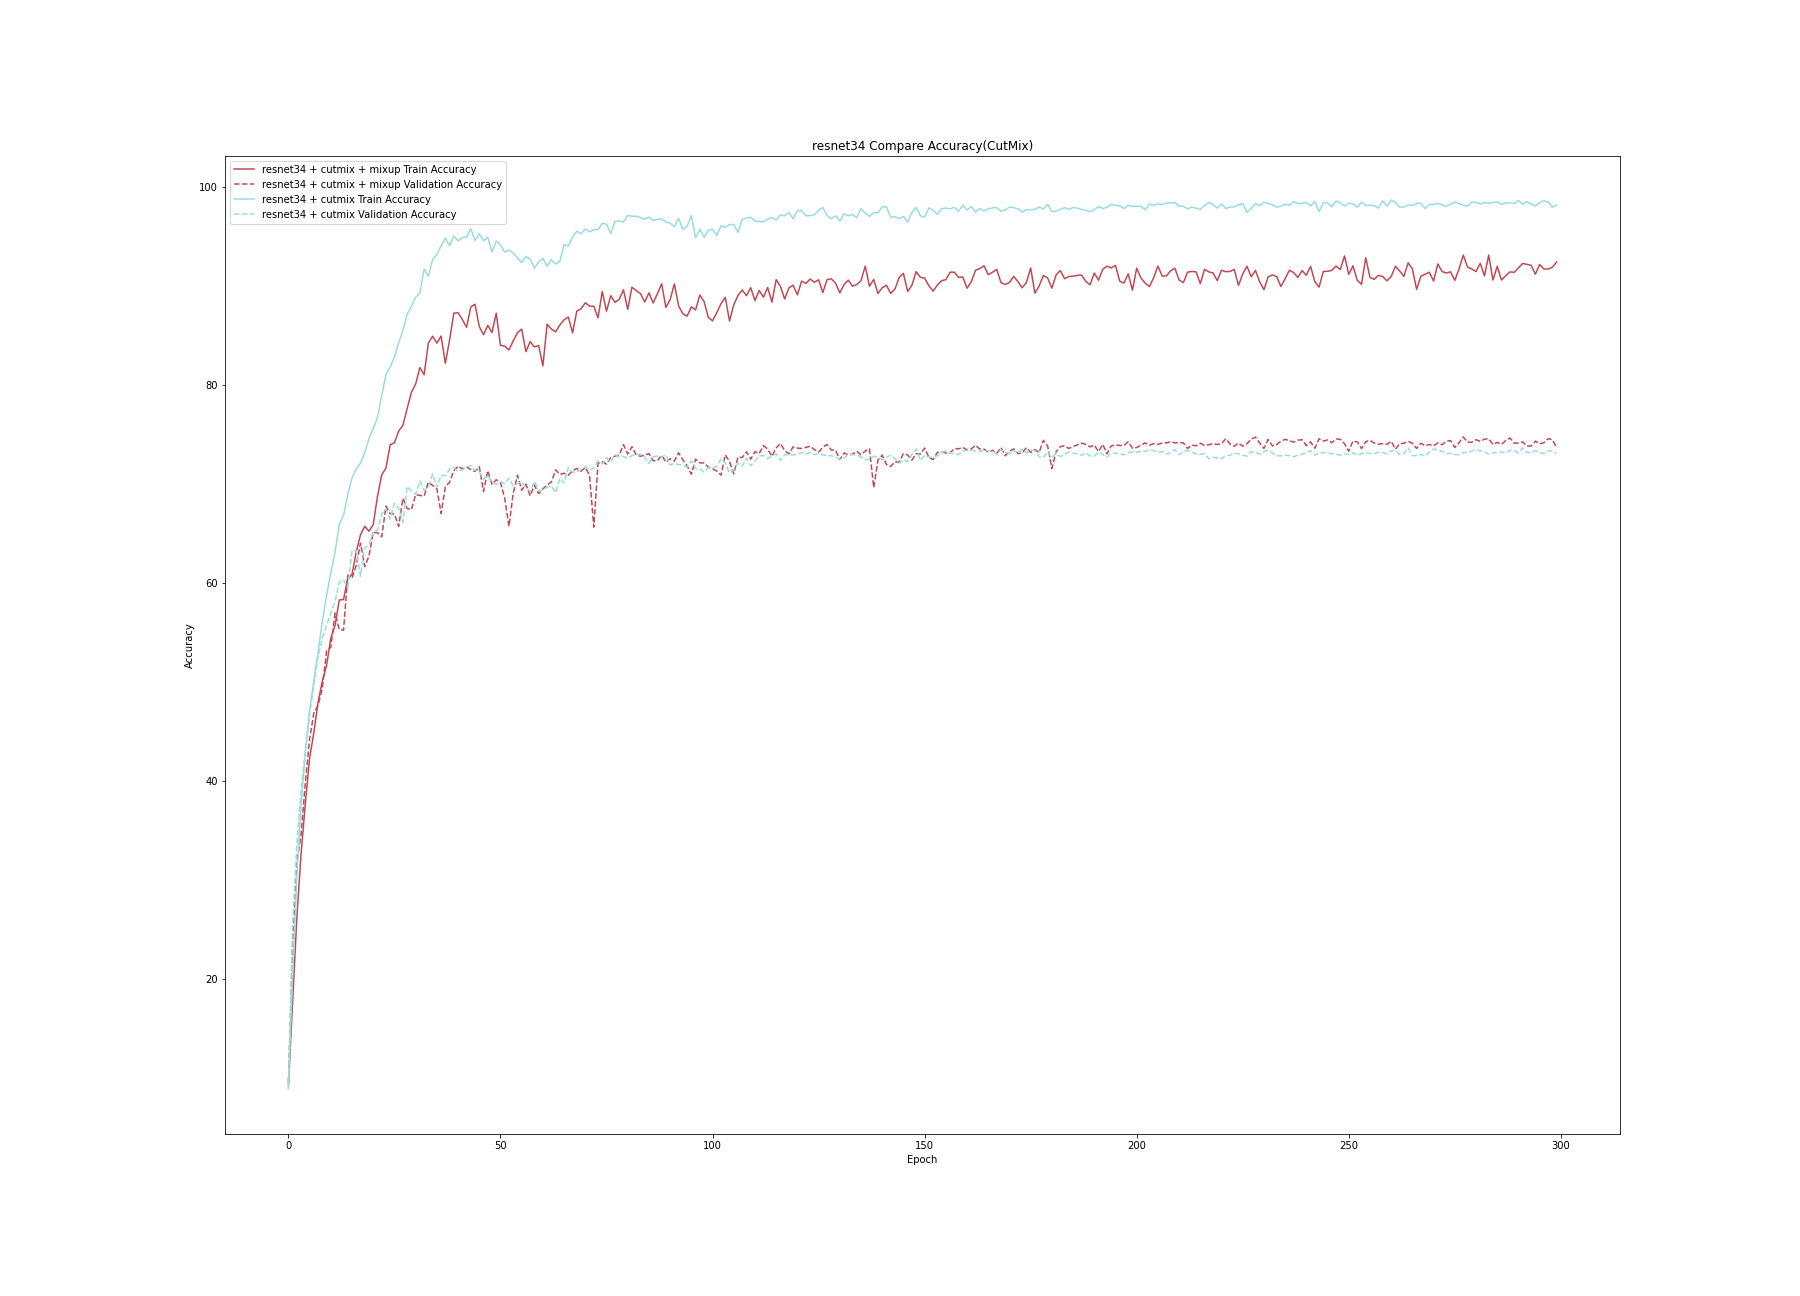 resnet34 Compare Accuracy(CutMix)
resnet34 + cutmix + mixup Train Accuracy
resnet34 + cutmix + mixup Validation Accuracy
resnet34 + cutmix Train Accuracy
resnet34 + cutmix Validation Accuracy
100
80
60
40
20
Accuracy
0 50 100 150 200 250 300
Epoch